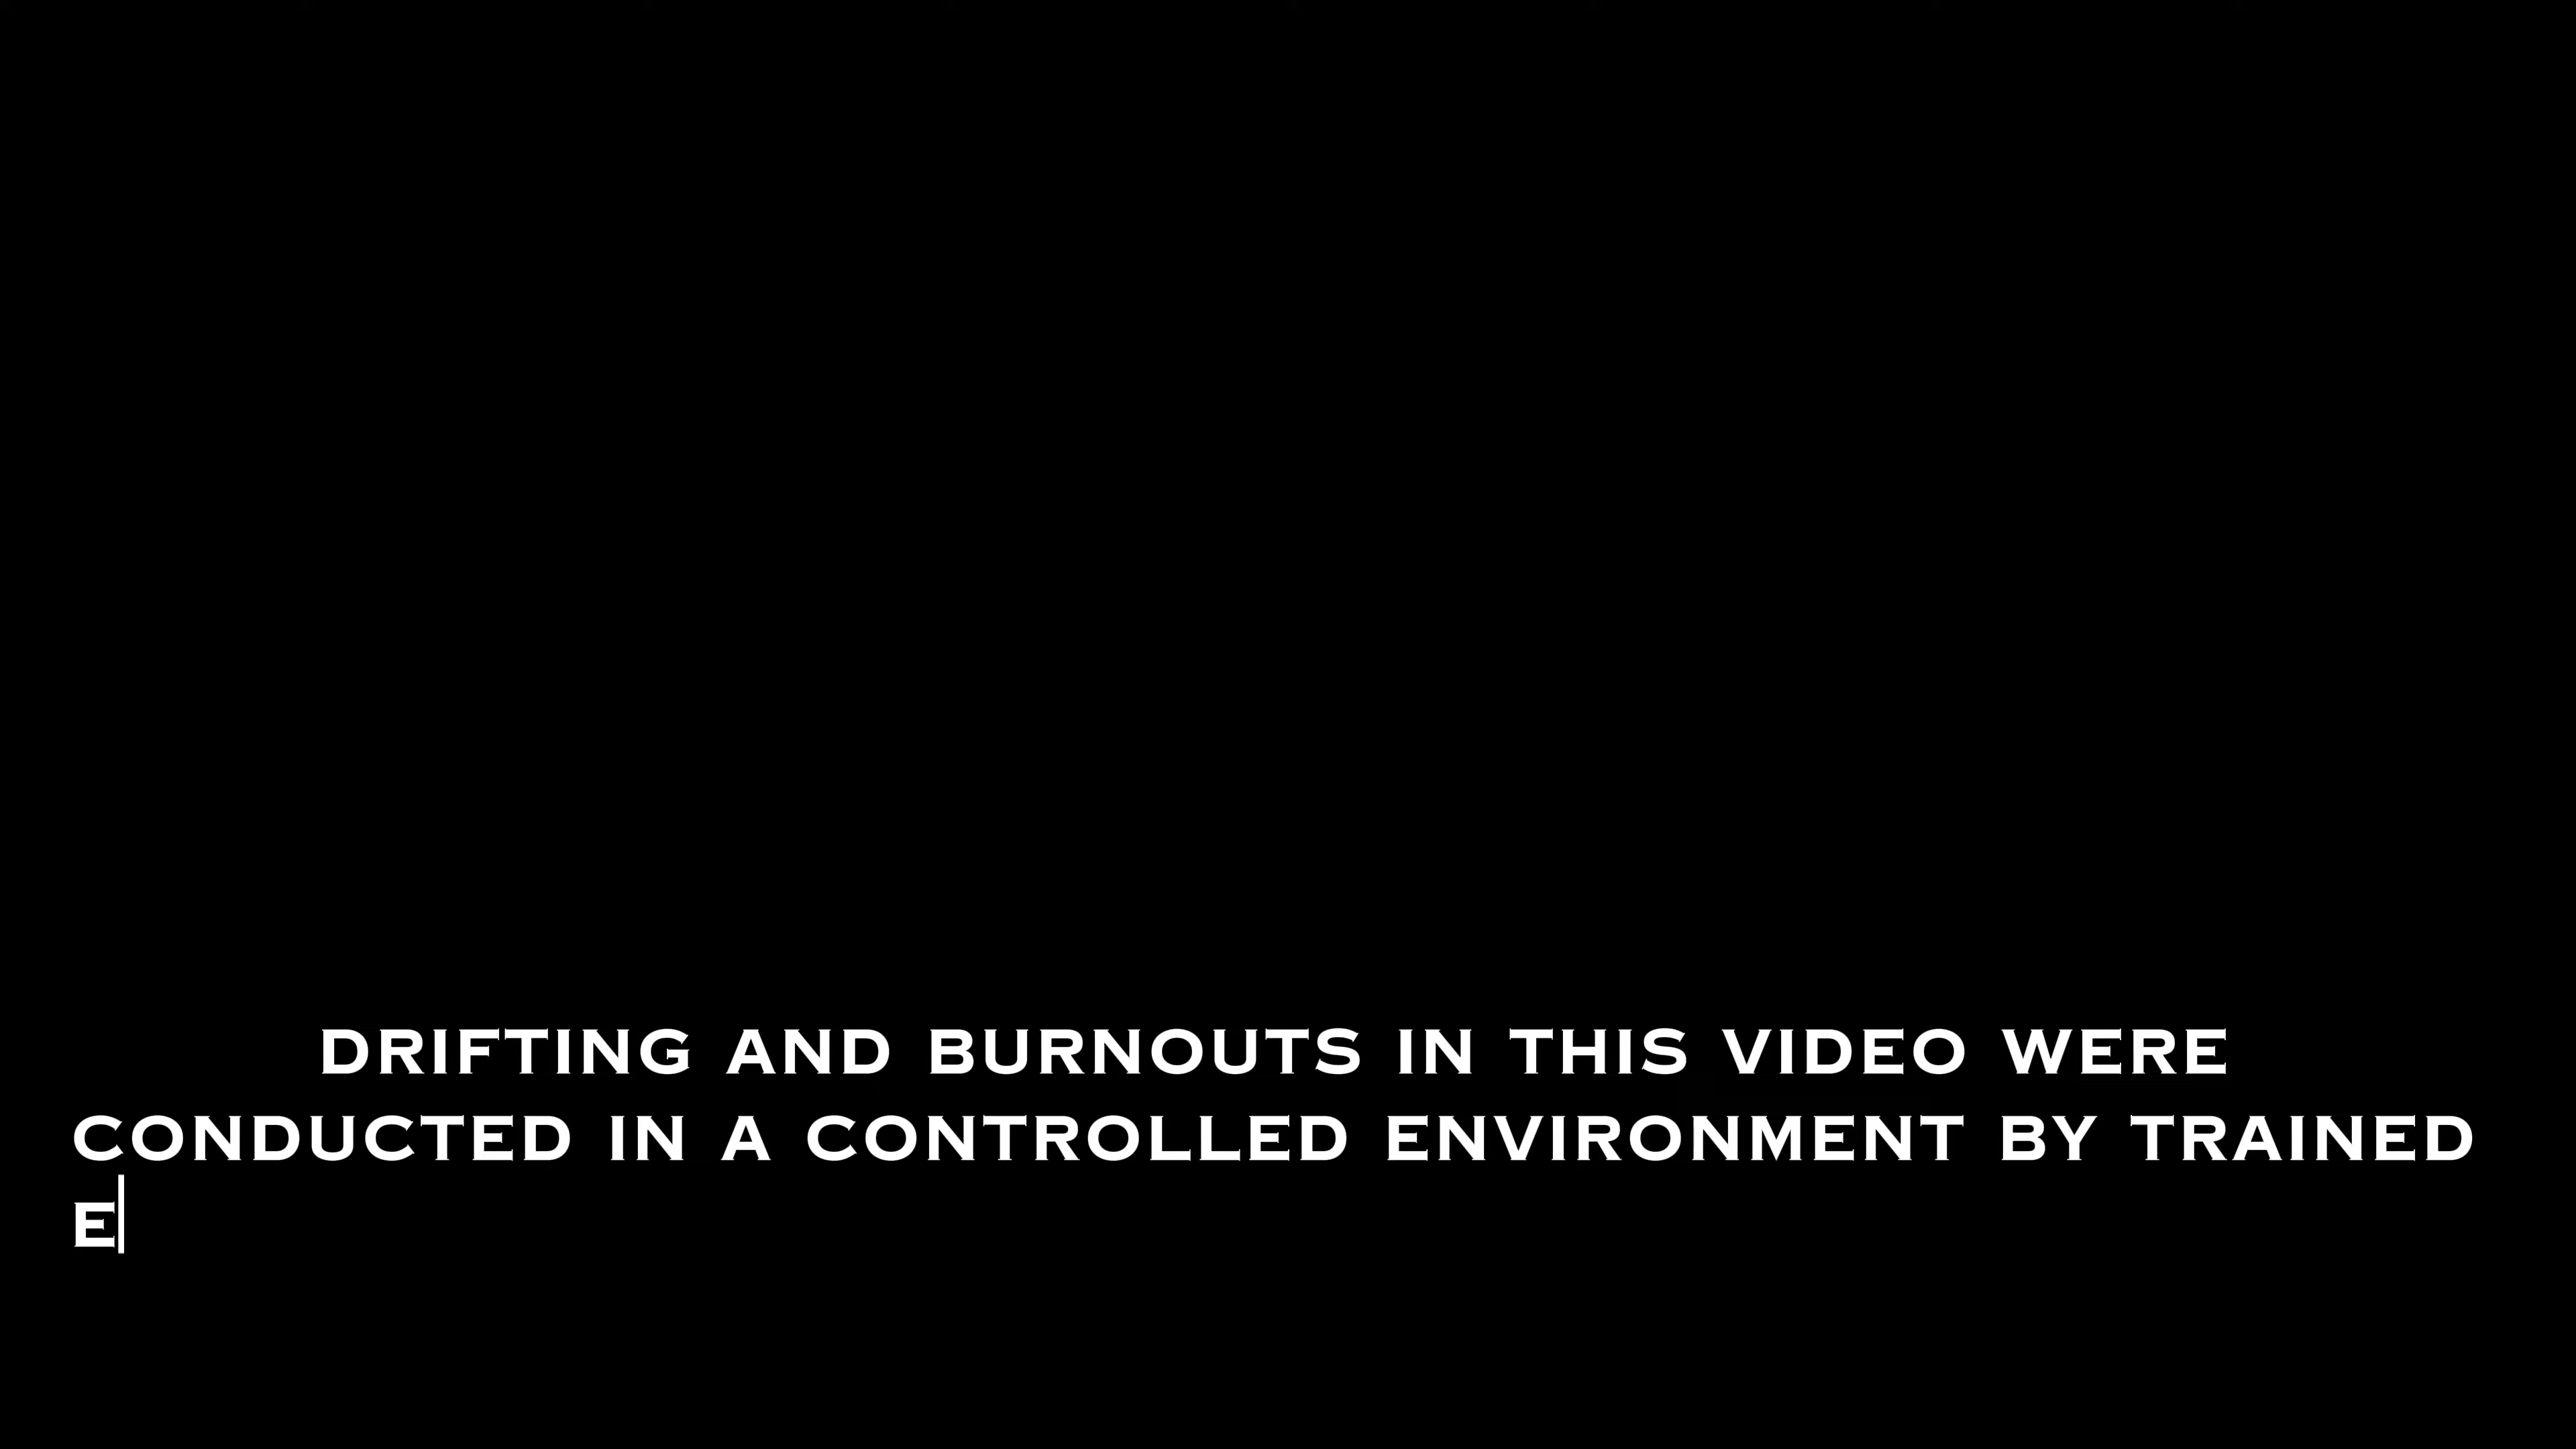 DRIFTING AND BURNOUTS IN THIS VIDEO WERE
CONDUCTED IN A CONTROLLED ENVIRONMENT BY TRAINED
E